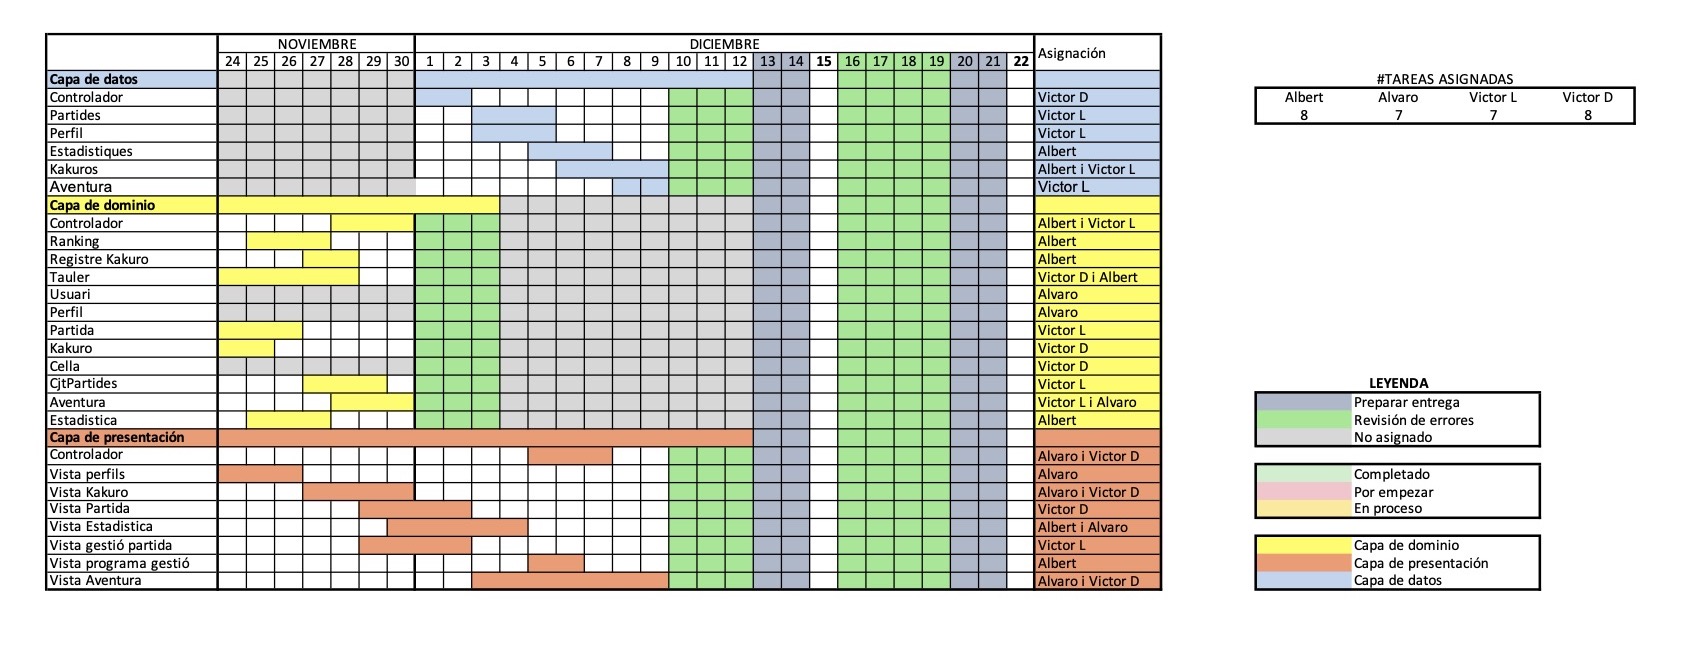 NOVIEMBRE DICIEMBRE Asignación
24 25 26 27 28 29 30 1 2 3 4 5 6 7 8 9 10 11 12 13 14 15 16 17 18 19 20 21 22
Capa de datos
Controlador Victor D
Partides Victor L
Perfil Victor L
Estadistiques Albert
Kakuros Albert i Victor L
Aventura Victor L
Capa de dominio
Controlador Albert i Victor L
Ranking Albert
Registre Kakuro Albert
Tauler Victor D i Albert
Usuari Alvaro
Perfil Alvaro
Partida Victor L
Kakuro Victor D
Cella Victor D
CjtPartides Victor L
Aventura Victor L i Alvaro
Estadistica Albert
Capa de presentación
Controlador Alvaro i Victor D
Vista perfils Alvaro
Vista Kakuro Alvaro i Victor D
Vista Partida Victor D
Vista Estadistica Albert i Alvaro
Vista gestió partida Victor L
Vista programa gestió Albert
Vista Aventura Alvaro i Victor D
#TAREAS ASIGNADAS
Albert Alvaro Victor L Victor D
8 7 7 8
LEYENDA
Preparar entrega
Revisión de errores
No asignado
Completado
Por empezar
En proceso
Capa de dominio
Capa de presentación
Capa de datos